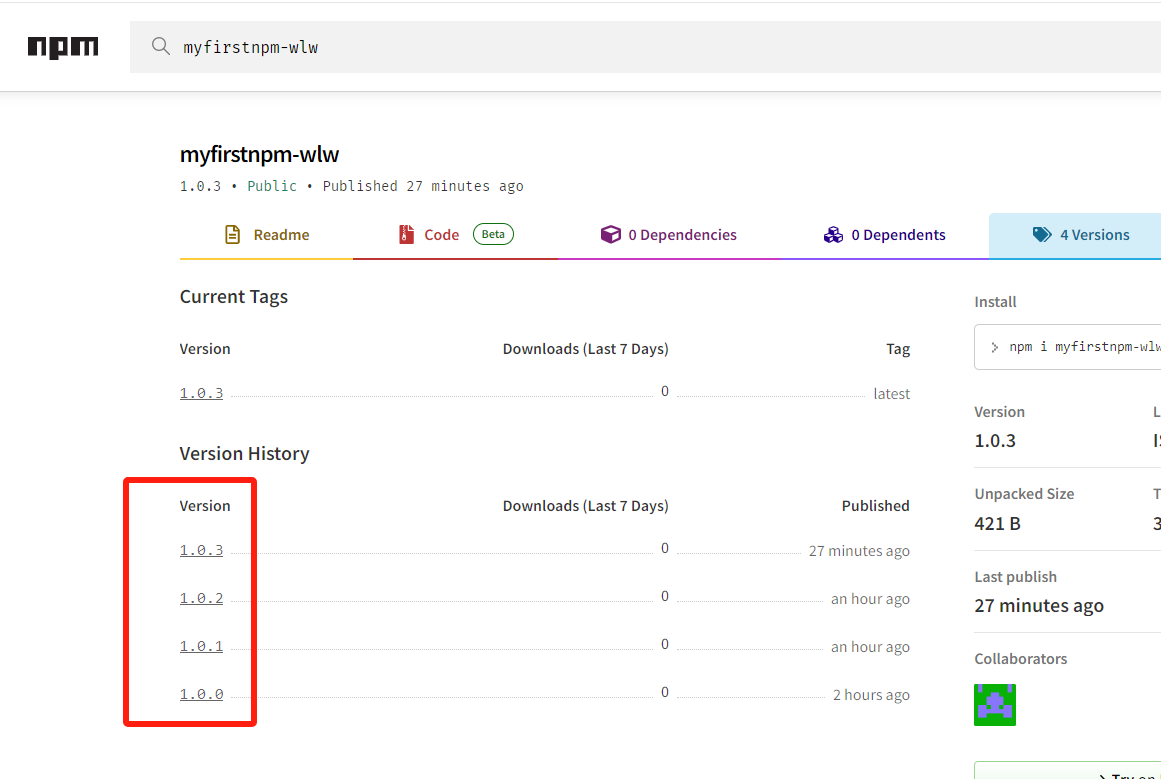 npm
myfirstnpm-wlw
myfirstnpm-wlw
1.0.3 • Public • Published 27 minutes ago
Readme
Code Beta
0 Dependencies
0 Dependents
4 Versions
Current Tags
Version Downloads (Last 7 Days) Tag
1.0.3 0 latest
Version History
Version Downloads (Last 7 Days) Published
1.0.3 0 27 minutes ago
1.0.2 0 an hour ago
1.0.1 0 an hour ago
1.0.0 0 2 hours ago
Install
> npm i myfirstnpm-wlw
Version
1.0.3
Unpacked Size
421 B
3
Last publish
27 minutes ago
Collaborators